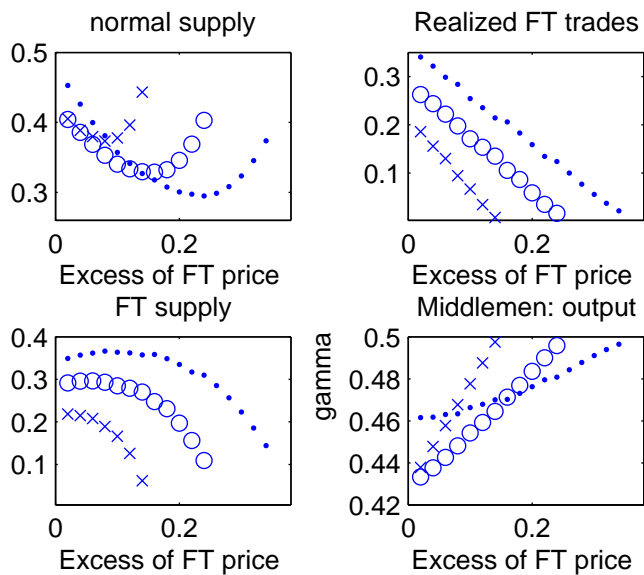 normal supply
0.5
0.4
0.3
0 0.2
Excess of FT price
Realized FT trades
0.3
0.2
0.1
0 0.2
Excess of FT price
FT supply
0.4
0.3
0.2
0.1
0 0.2
Excess of FT price
Middlemen: output
gamma
0.5
0.48
0.46
0.44
0.42
0 0.2
Excess of FT price